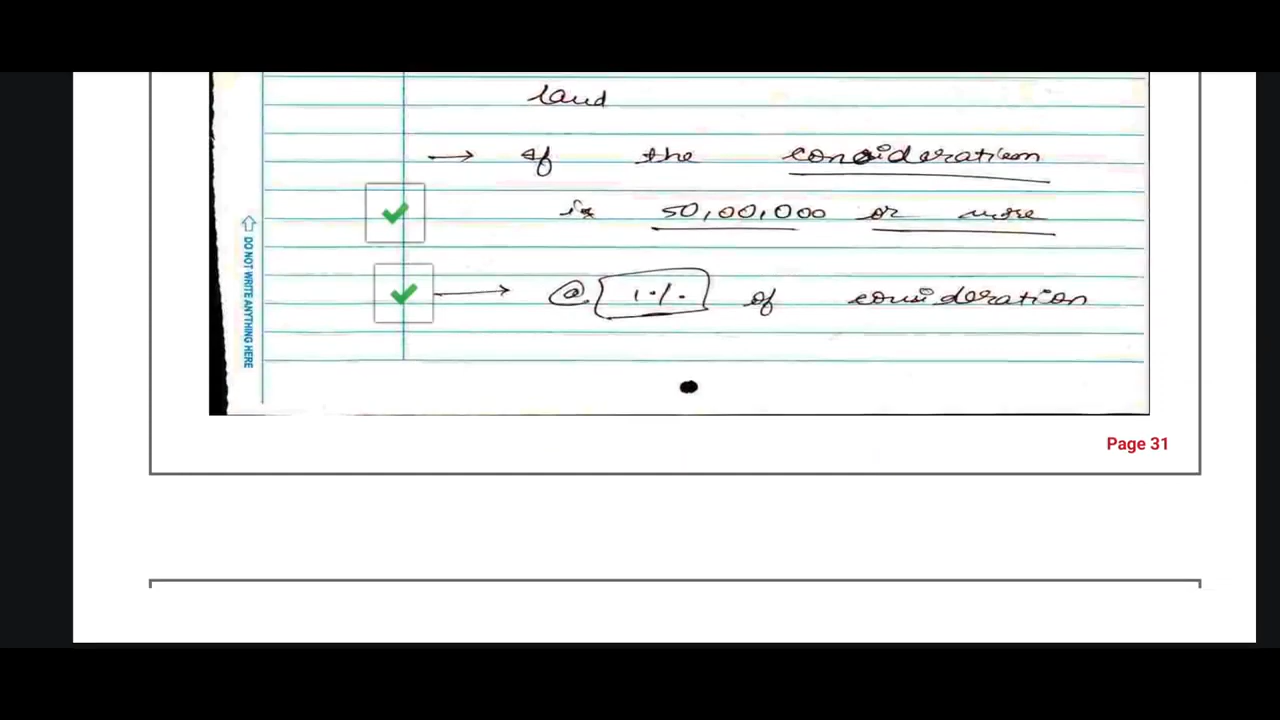 land
→ If the consideration
is 50,00,000 or more
→ @ 1% of consideration
DO NOT WRITE ANYTHING HERE
Page 31